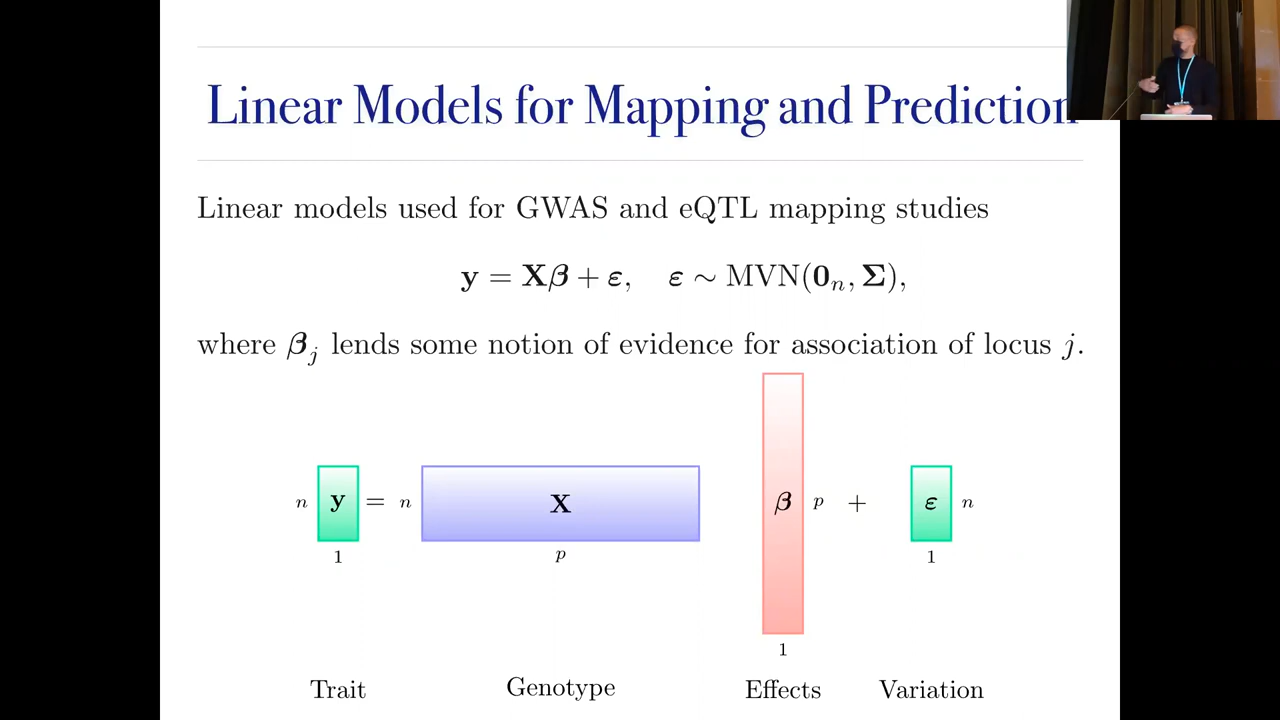 Linear Models for Mapping and Prediction
Linear models used for GWAS and eQTL mapping studies
y = Xβ + ε, ε ∼ MVN(0ₙ, Σ),
where βⱼ lends some notion of evidence for association of locus j.
n y = n X β p + ε n
1 p 1 1
Trait Genotype Effects Variation